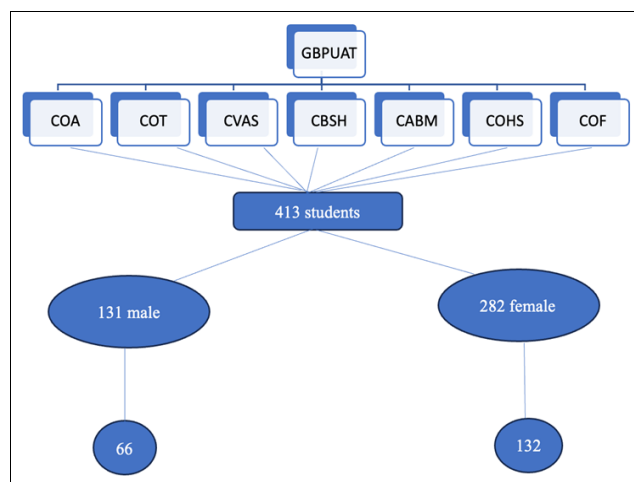 GBPUAT
COA COT CVAS CBSH CABM COHS COF
413 students
131 male 282 female
66 132